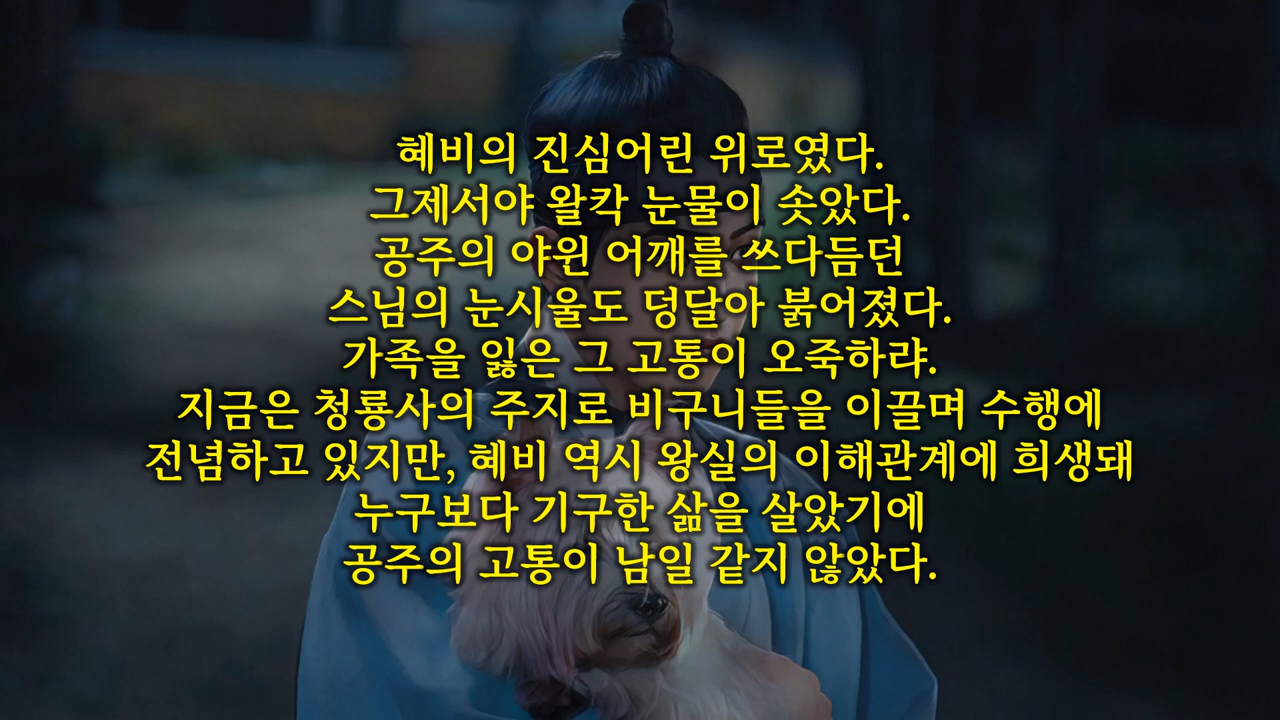 혜비의 진심어린 위로였다.
그제서야 왈칵 눈물이 솟았다.
공주의 야윈 어깨를 쓰다듬던
스님의 눈시울도 덩달아 붉어졌다.
가족을 잃은 그 고통이 오죽하랴.
지금은 청룡사의 주지로 비구니들을 이끌며 수행에
전념하고 있지만, 혜비 역시 왕실의 이해관계에 희생돼
누구보다 기구한 삶을 살았기에
공주의 고통이 남일 같지 않았다.